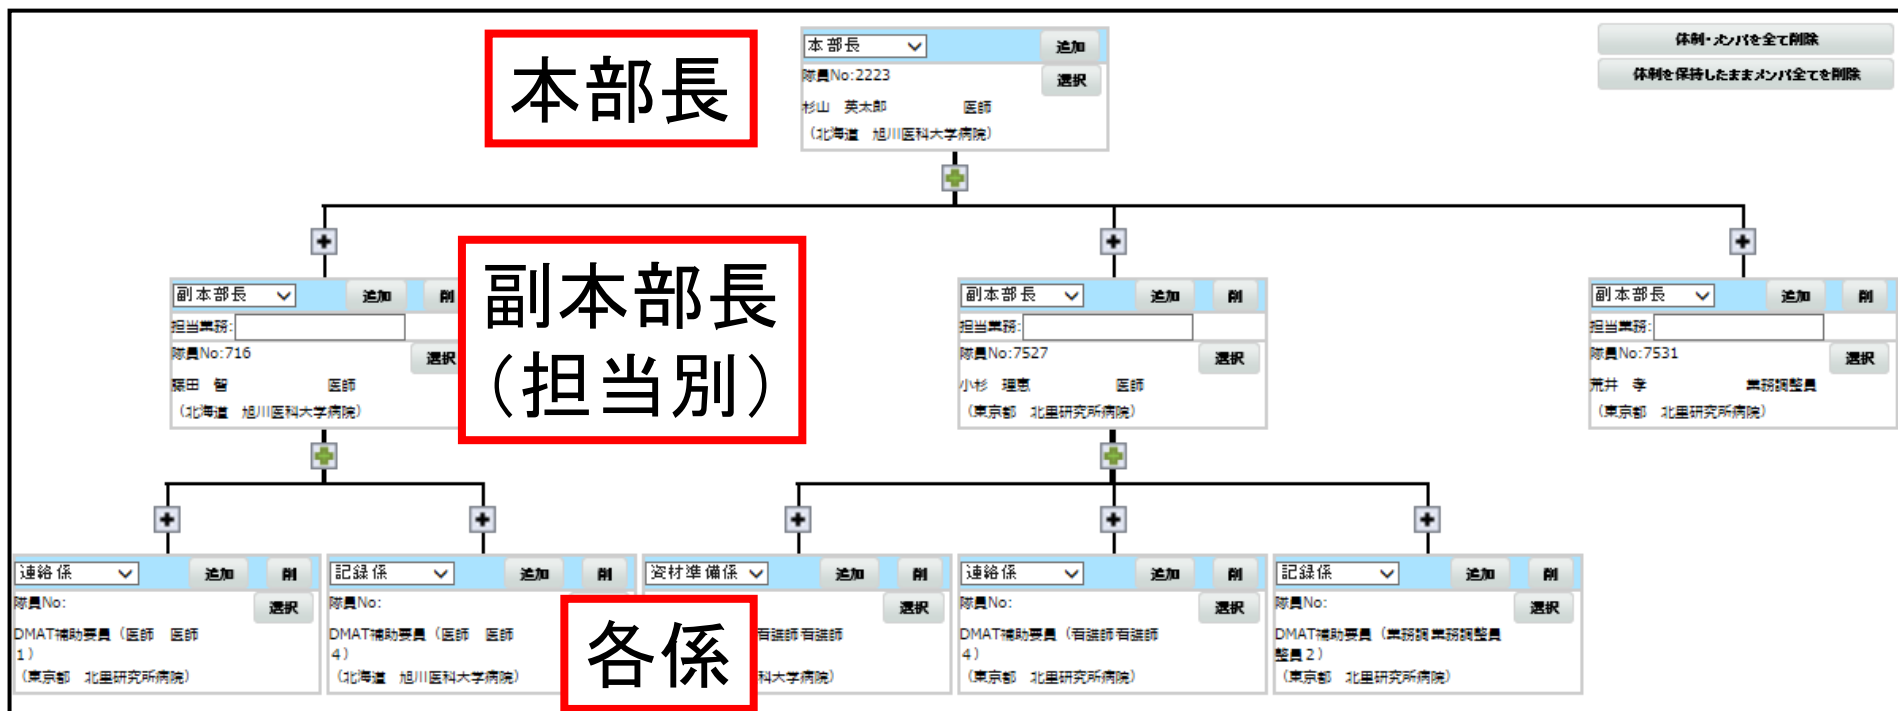 本部長
本部長 追加
隊員No:2223 選択
杉山 英太郎 医師
（北海道 旭川医科大学病院）
体制・メンバを全て削除
体制を保持したままメンバ全てを削除
副本部長
（担当別）
副本部長 追加 削
担当業務:
隊員No:716 選択
藤田 智 医師
（北海道 旭川医科大学病院）
副本部長 追加 削
担当業務:
隊員No:7527 選択
小杉 理恵 医師
（東京都 北里研究所病院）
副本部長 追加 削
担当業務:
隊員No:7531 選択
荒井 孝 業務調整員
（東京都 北里研究所病院）
各係
連絡係 追加 削
隊員No: 選択
DMAT補助要員（医師 医師
1）
（東京都 北里研究所病院）
記録係 追加 削
隊員No:
DMAT補助要員（医師 医師
4）
（北海道 旭川医科大学病院）
資材準備係 追加 削
選択
看護師 看護師
科大学病院）
連絡係 追加 削
隊員No: 選択
DMAT補助要員（看護師 看護師
4）
（東京都 北里研究所病院）
記録係 追加 削
隊員No: 選択
DMAT補助要員（業務調 業務調整員
整員2）
（東京都 北里研究所病院）